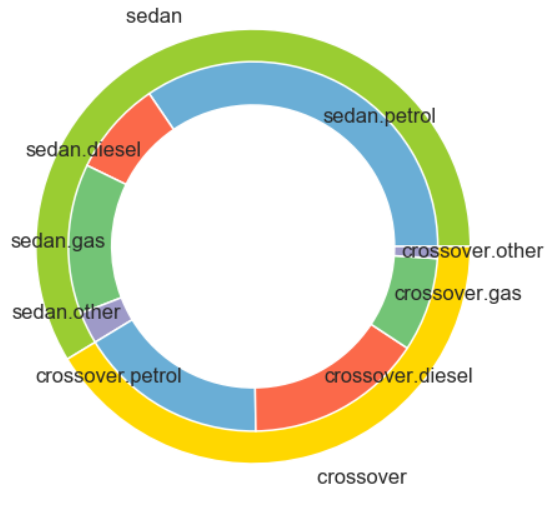 sedan
sedan.petrol
sedan.diesel
sedan.gas
crossover.other
crossover.gas
sedan.other
crossover.petrol
crossover.diesel
crossover